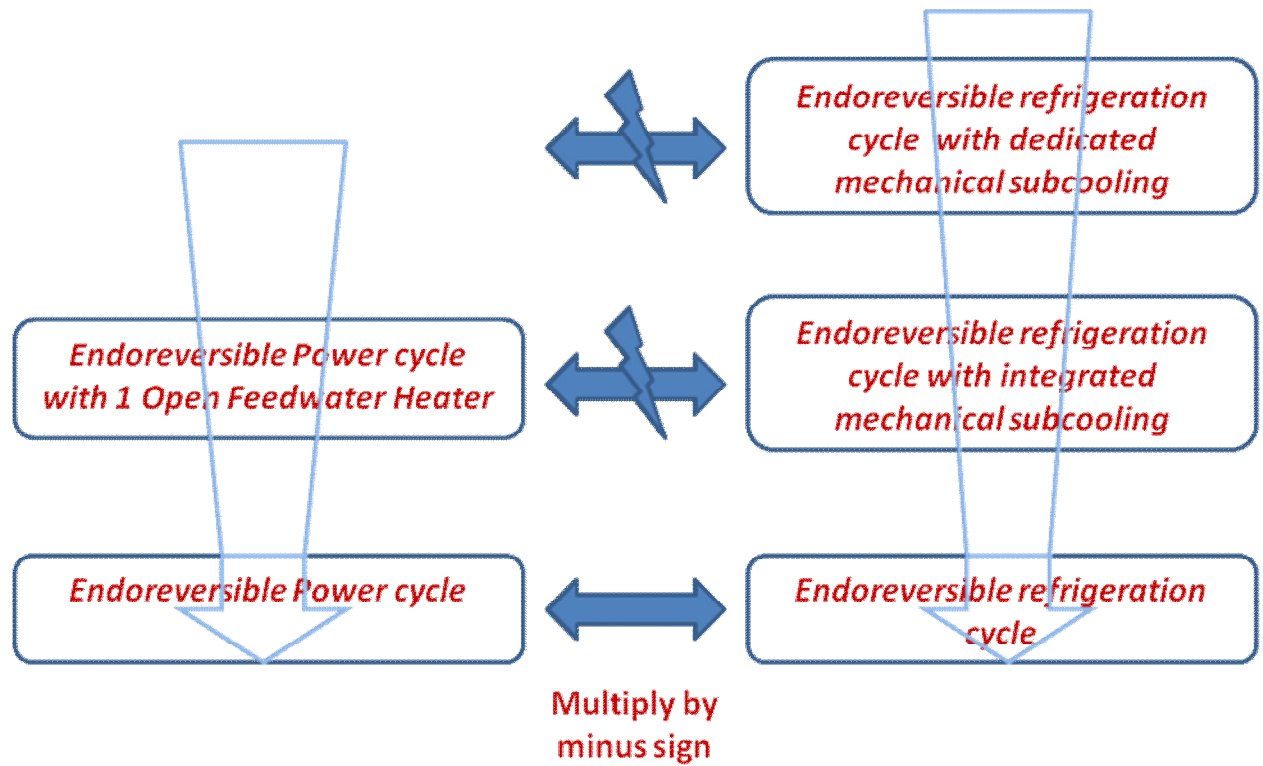 Endoreversible refrigeration
cycle with dedicated
mechanical subcooling
Endoreversible Power cycle
with 1 Open Feedwater Heater
Endoreversible refrigeration
cycle with integrated
mechanical subcooling
Endoreversible Power cycle
Endoreversible refrigeration
cycle
Multiply by
minus sign